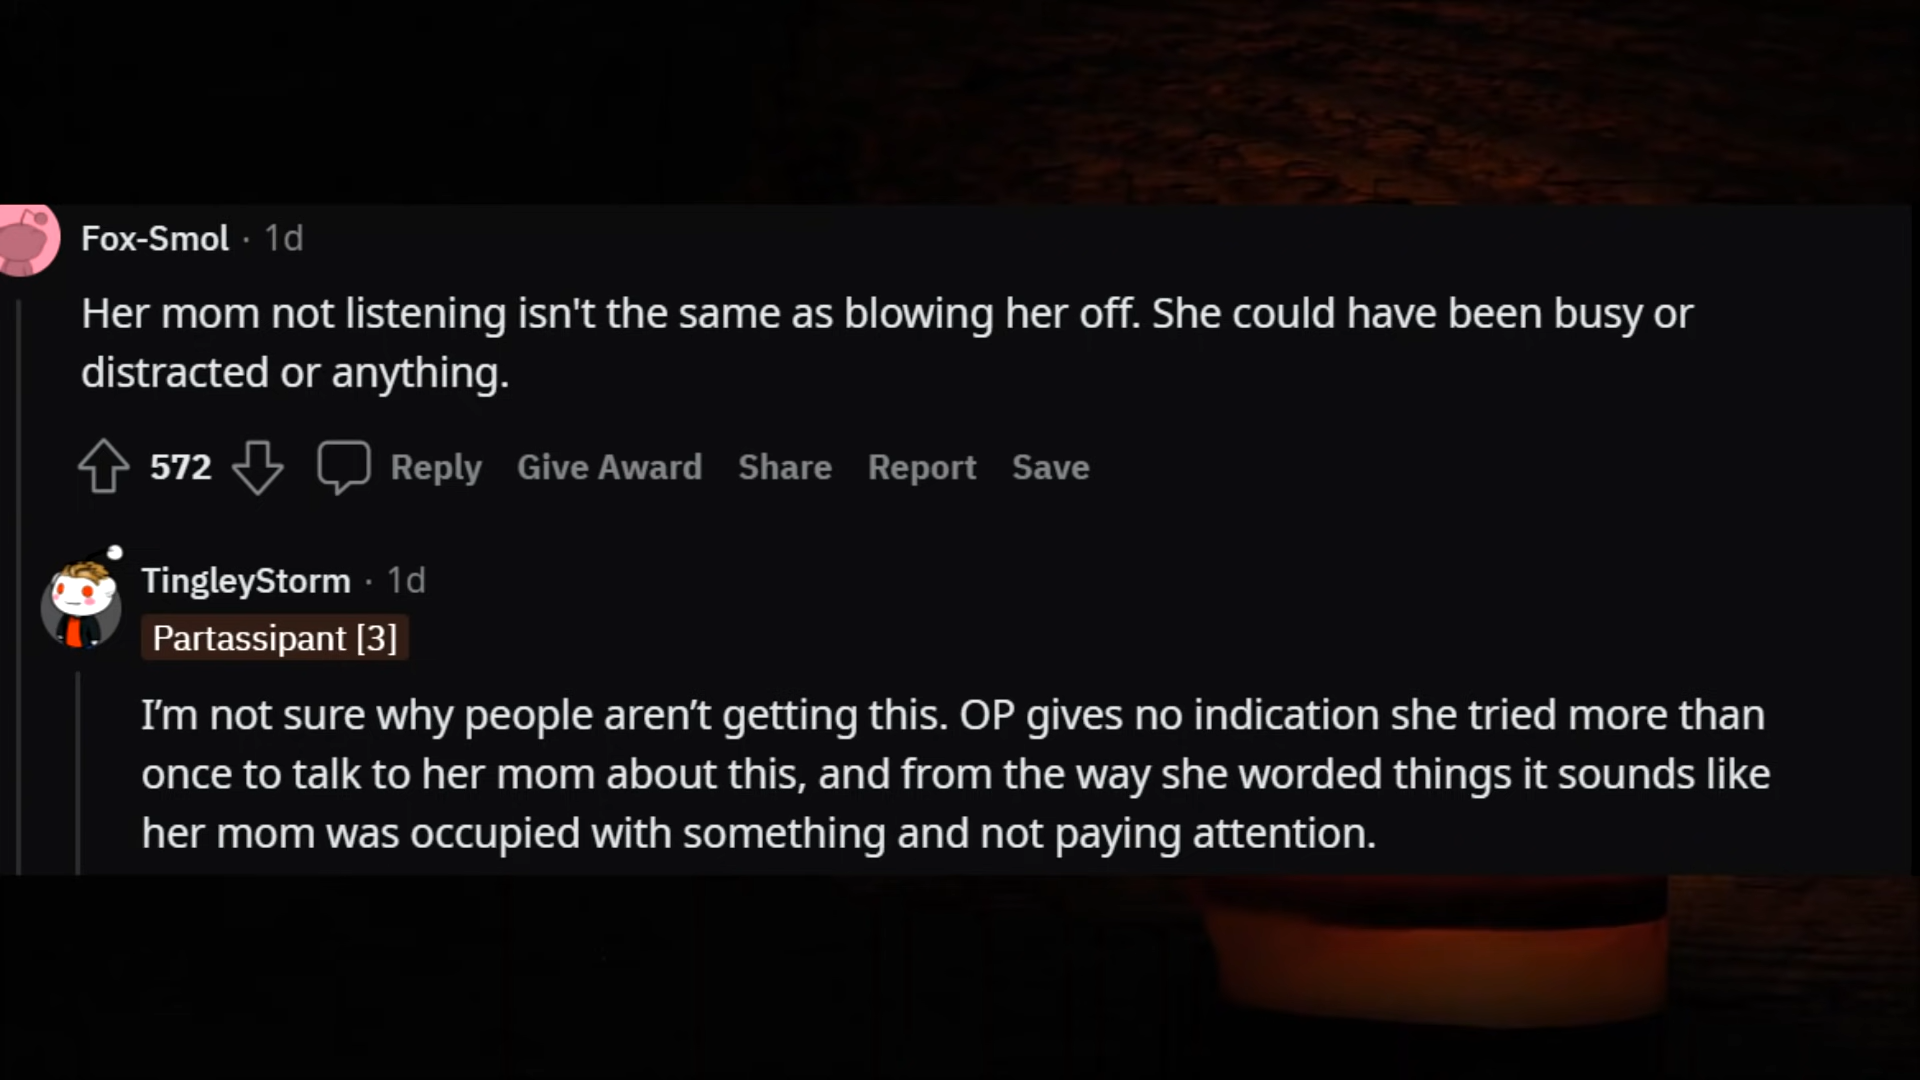 Fox-Smol · 1d
Her mom not listening isn't the same as blowing her off. She could have been busy or
distracted or anything.
572 Reply Give Award Share Report Save
TingleyStorm · 1d
Partassipant [3]
I’m not sure why people aren’t getting this. OP gives no indication she tried more than
once to talk to her mom about this, and from the way she worded things it sounds like
her mom was occupied with something and not paying attention.